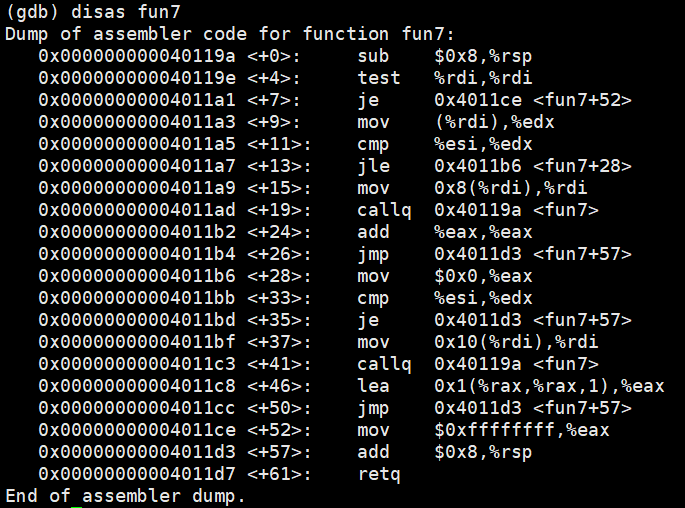 (gdb) disas fun7
Dump of assembler code for function fun7:
   0x000000000040119a <+0>:     sub    $0x8,%rsp
   0x000000000040119e <+4>:     test   %rdi,%rdi
   0x00000000004011a1 <+7>:     je     0x4011ce <fun7+52>
   0x00000000004011a3 <+9>:     mov    (%rdi),%edx
   0x00000000004011a5 <+11>:    cmp    %esi,%edx
   0x00000000004011a7 <+13>:    jle    0x4011b6 <fun7+28>
   0x00000000004011a9 <+15>:    mov    0x8(%rdi),%rdi
   0x00000000004011ad <+19>:    callq  0x40119a <fun7>
   0x00000000004011b2 <+24>:    add    %eax,%eax
   0x00000000004011b4 <+26>:    jmp    0x4011d3 <fun7+57>
   0x00000000004011b6 <+28>:    mov    $0x0,%eax
   0x00000000004011bb <+33>:    cmp    %esi,%edx
   0x00000000004011bd <+35>:    je     0x4011d3 <fun7+57>
   0x00000000004011bf <+37>:    mov    0x10(%rdi),%rdi
   0x00000000004011c3 <+41>:    callq  0x40119a <fun7>
   0x00000000004011c8 <+46>:    lea    0x1(%rax,%rax,1),%eax
   0x00000000004011cc <+50>:    jmp    0x4011d3 <fun7+57>
   0x00000000004011ce <+52>:    mov    $0xffffffff,%eax
   0x00000000004011d3 <+57>:    add    $0x8,%rsp
   0x00000000004011d7 <+61>:    retq
End of assembler dump.